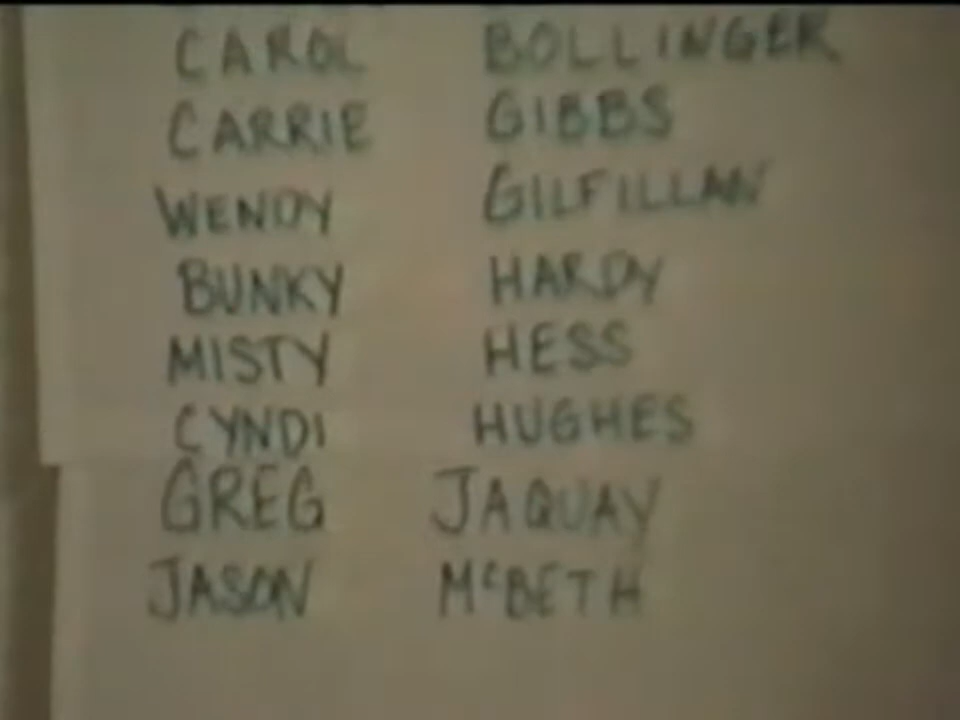 CAROL BOLLINGER
CARRIE GIBBS
WENDY GILFILLAN
BUNKY HARDY
MISTY HESS
CYNDI HUGHES
GREG JAQUAY
JASON McBETH